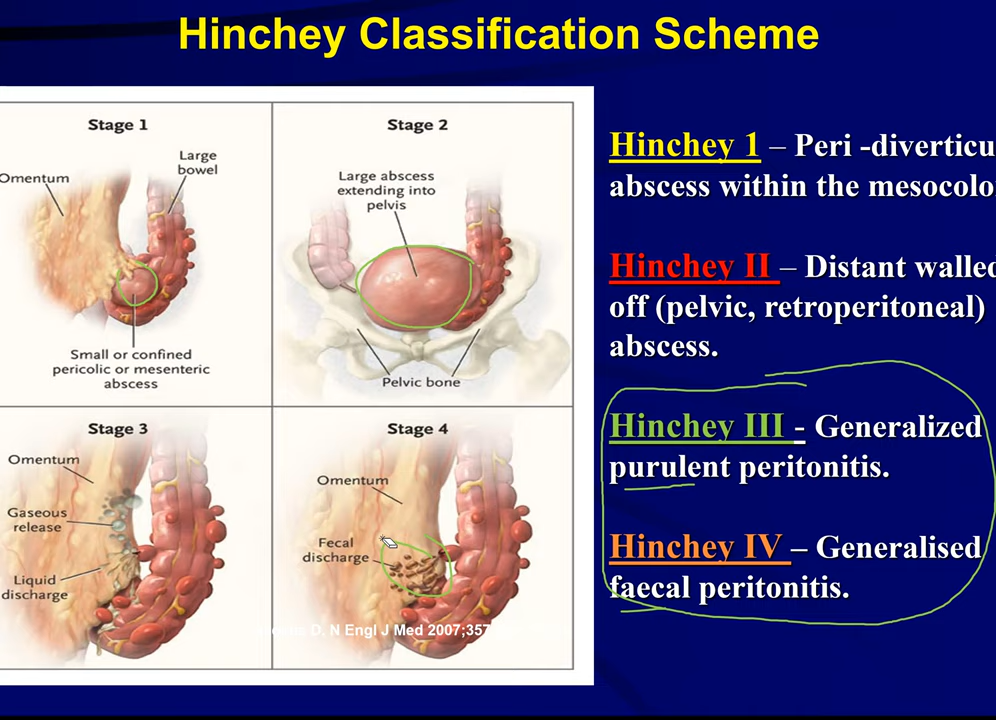 Hinchey Classification Scheme
Stage 1
Omentum
Large
bowel
Small or confined
pericolic or mesenteric
abscess
Stage 2
Large abscess
extending into
pelvis
Pelvic bone
Stage 3
Omentum
Gaseous
release
Liquid
discharge
Stage 4
Omentum
Fecal
discharge
D. N Engl J Med 2007;357
Hinchey 1 – Peri -diverticu
abscess within the mesocolo
Hinchey II – Distant walled
off (pelvic, retroperitoneal)
abscess.
Hinchey III - Generalized
purulent peritonitis.
Hinchey IV – Generalised
faecal peritonitis.